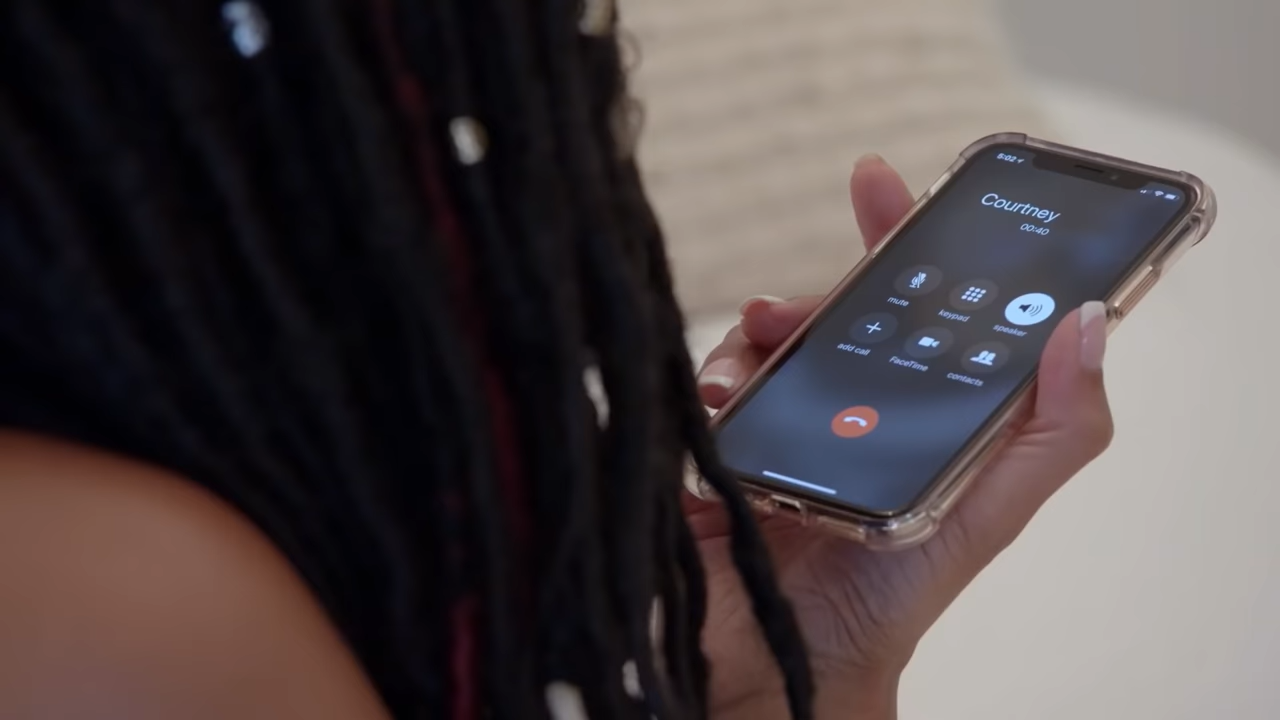 5:02
Courtney
00:40
mute
keypad
speaker
add call
FaceTime
contacts